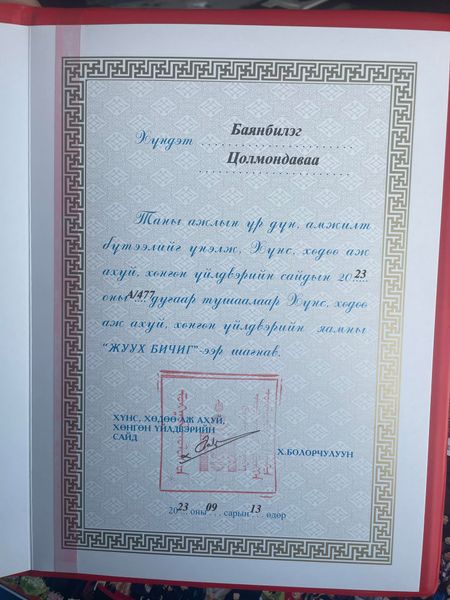 Хүндэт Баянбилэг
Цолмондаваа
Таны ажлын үр дүн, амжилт
бүтээлийг үнэлж, Хүнс, хөдөө аж
ахуй, хөнгөн үйлдвэрийн сайдын 2023
оны А/477 дугаар тушаалаар Хүнс, хөдөө
аж ахуй, хөнгөн үйлдвэрийн яамны
“ЖУУХ БИЧИГ”-ээр шагнав.
ХҮНС, ХӨДӨӨ АЖ АХУЙ,
ХӨНГӨН ҮЙЛДВЭРИЙН
САЙД
Х.БОЛОРЧУЛУУН
2023 оны 09 сарын 13 өдөр